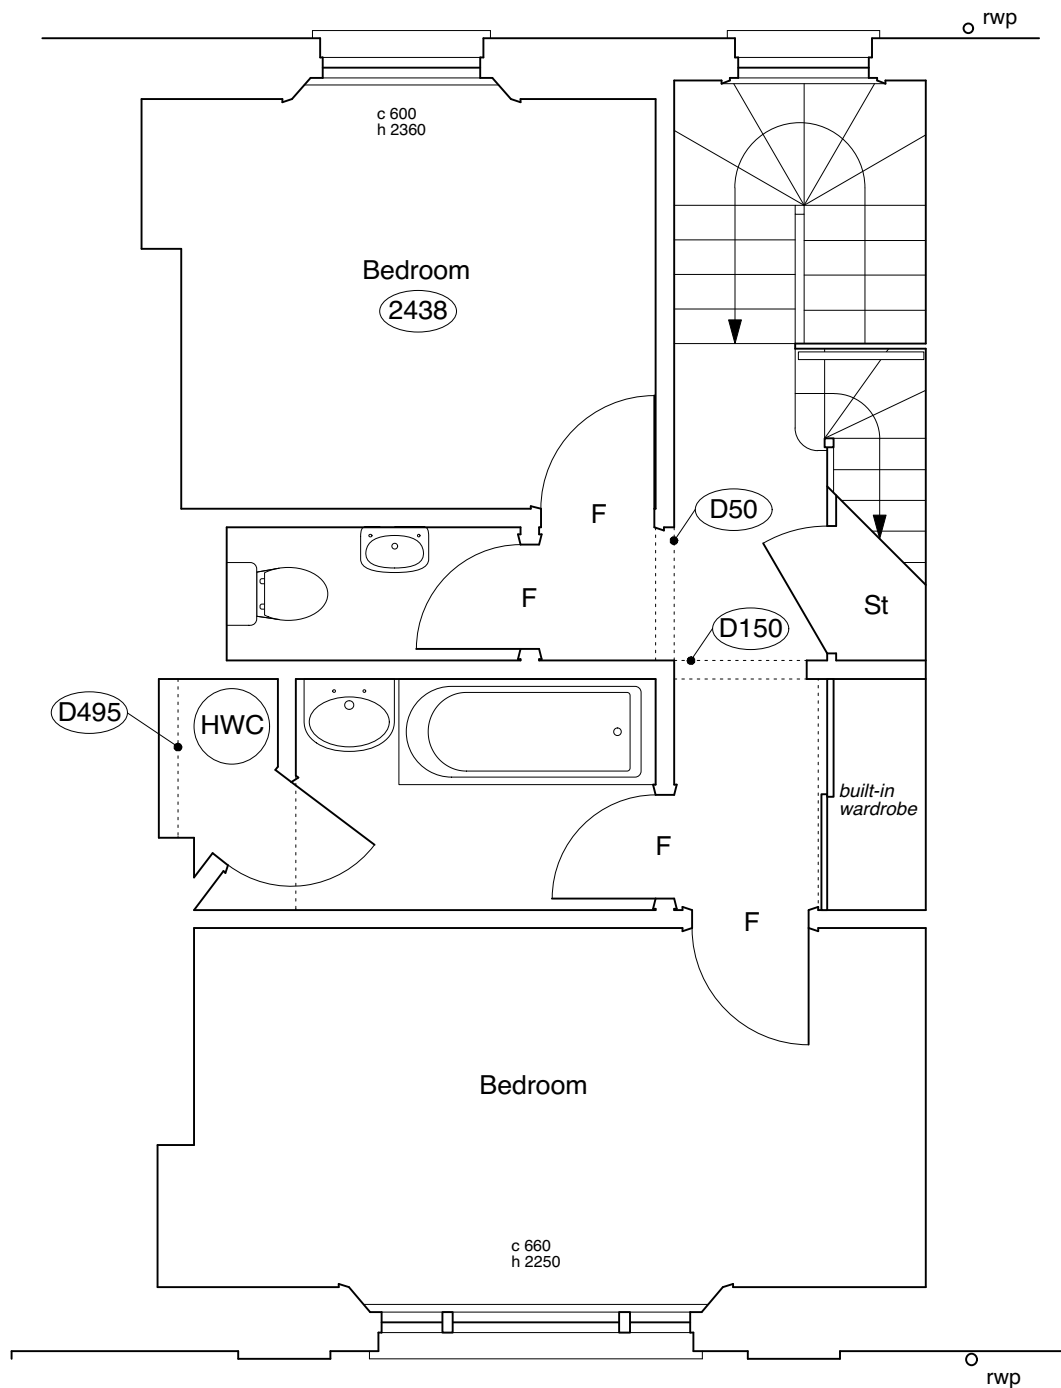 rwp
c 600
h 2360
Bedroom
2438
D50
F
F
St
D150
D495
HWC
built-in
wardrobe
F
F
Bedroom
c 660
h 2250
rwp